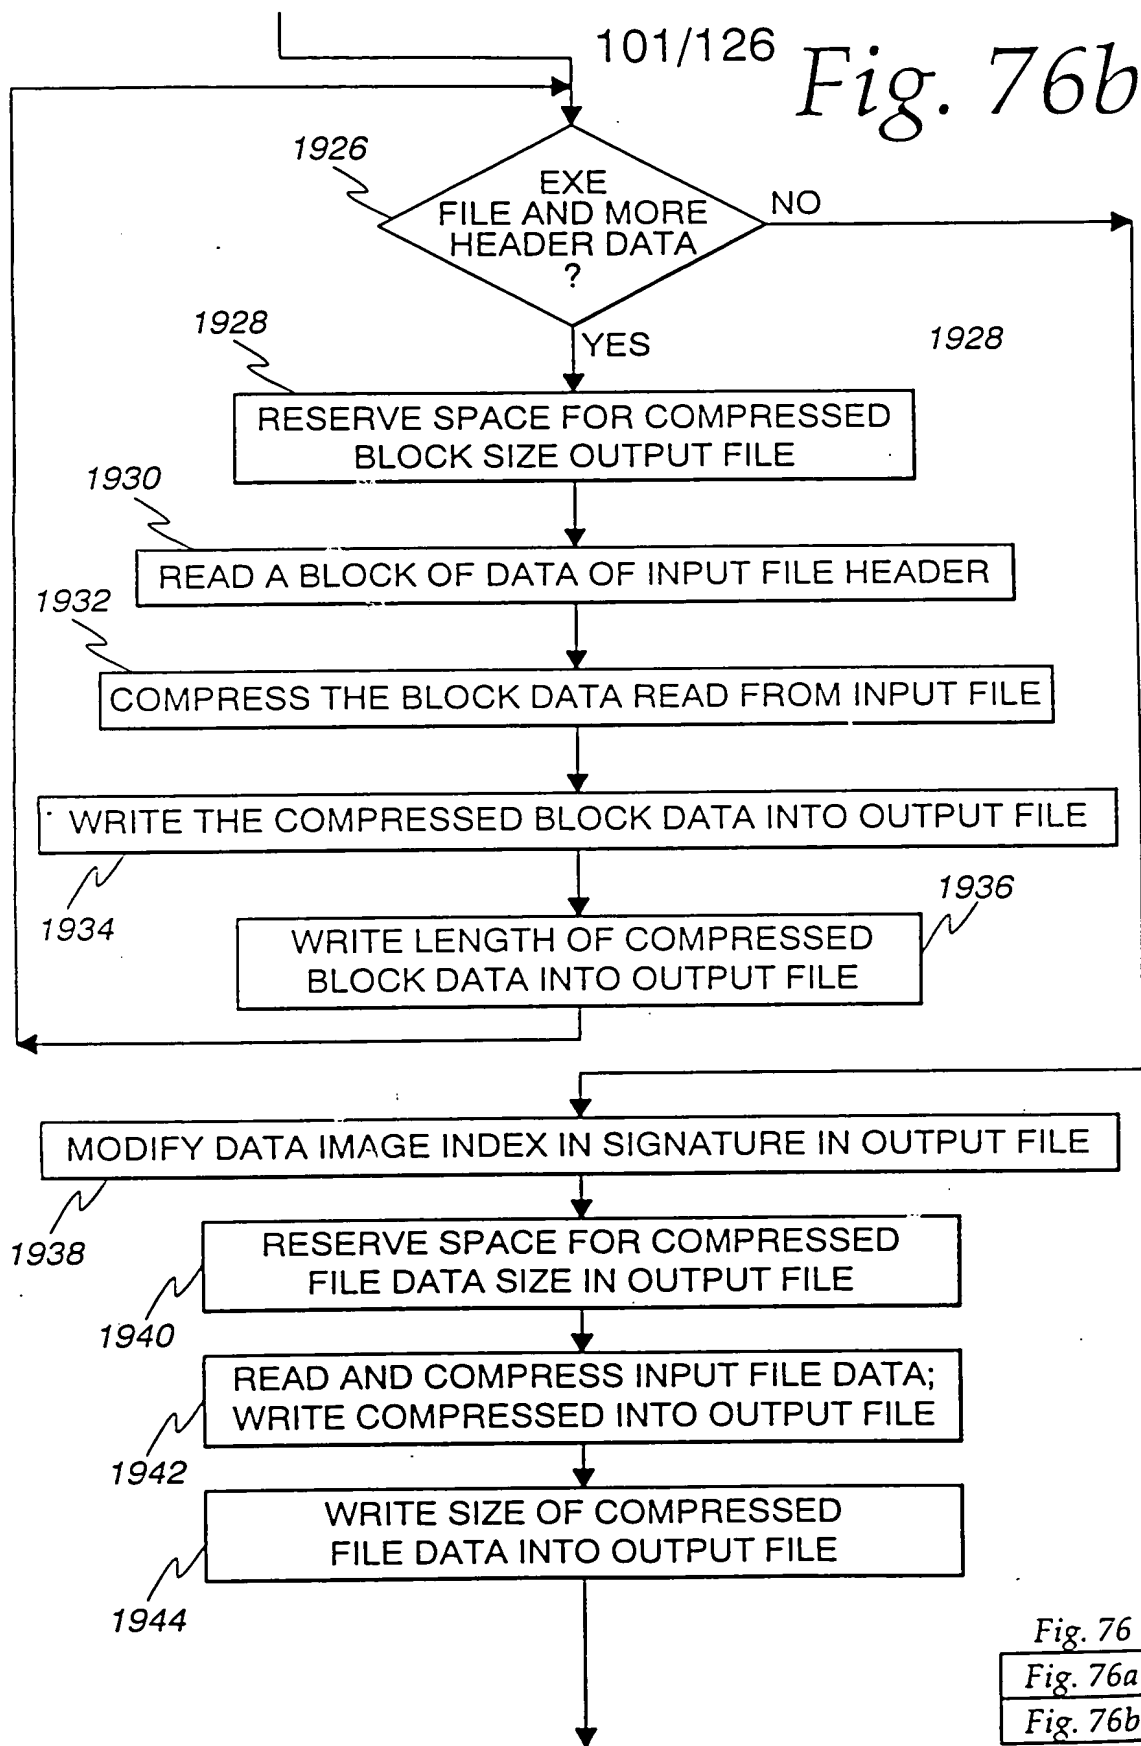 101/126
Fig. 76b
1926
EXE
FILE AND MORE
HEADER DATA
?
NO
YES
1928
1928
RESERVE SPACE FOR COMPRESSED
BLOCK SIZE OUTPUT FILE
1930
READ A BLOCK OF DATA OF INPUT FILE HEADER
1932
COMPRESS THE BLOCK DATA READ FROM INPUT FILE
WRITE THE COMPRESSED BLOCK DATA INTO OUTPUT FILE
1934
1936
WRITE LENGTH OF COMPRESSED
BLOCK DATA INTO OUTPUT FILE
MODIFY DATA IMAGE INDEX IN SIGNATURE IN OUTPUT FILE
1938
RESERVE SPACE FOR COMPRESSED
FILE DATA SIZE IN OUTPUT FILE
1940
READ AND COMPRESS INPUT FILE DATA;
WRITE COMPRESSED INTO OUTPUT FILE
1942
WRITE SIZE OF COMPRESSED
FILE DATA INTO OUTPUT FILE
1944
Fig. 76
Fig. 76a
Fig. 76b